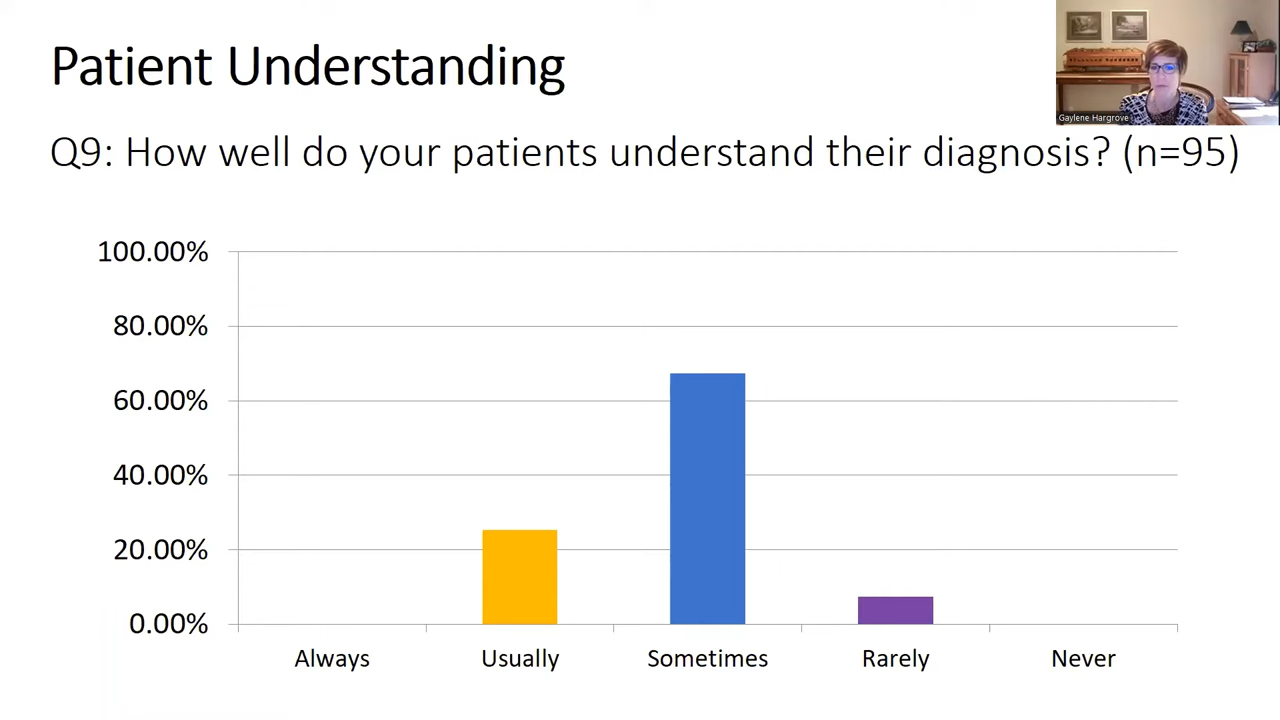 Patient Understanding
Gaylene Hargrove
Q9: How well do your patients understand their diagnosis? (n=95)
100.00%
80.00%
60.00%
40.00%
20.00%
0.00%
Always
Usually
Sometimes
Rarely
Never